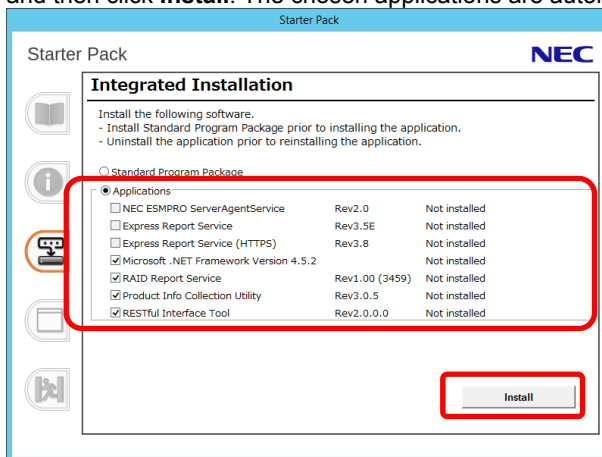 and then click Install. The chosen applications are
Starter Pack
Starter Pack
NEC
Integrated Installation
Install the following software.
- Install Standard Program Package prior to installing the application.
- Uninstall the application prior to reinstalling the application.
Standard Program Package
Applications
NEC ESMPRO ServerAgentService Rev2.0 Not installed
Express Report Service Rev3.5E Not installed
Express Report Service (HTTPS) Rev3.8 Not installed
Microsoft .NET Framework Version 4.5.2 Not installed
RAID Report Service Rev1.00 (3459) Not installed
Product Info Collection Utility Rev3.0.5 Not installed
RESTful Interface Tool Rev2.0.0.0 Not installed
Install